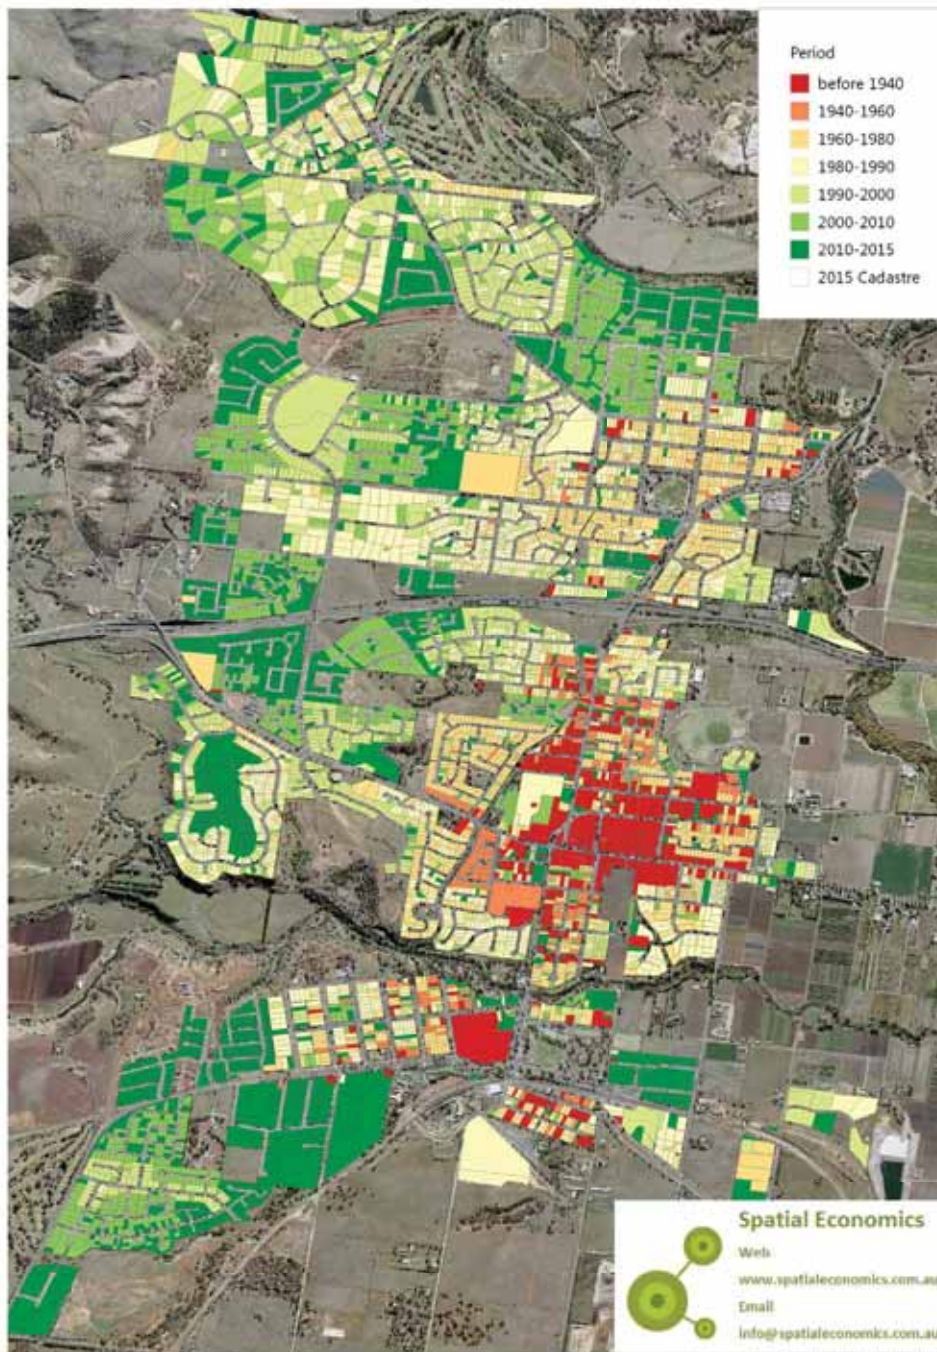 Period
before 1940
1940-1960
1960-1980
1980-1990
1990-2000
2000-2010
2010-2015
2015 Cadastre
Spatial Economics
Web
www.spatialeconomics.com.au
Email
info@spatialeconomics.com.au